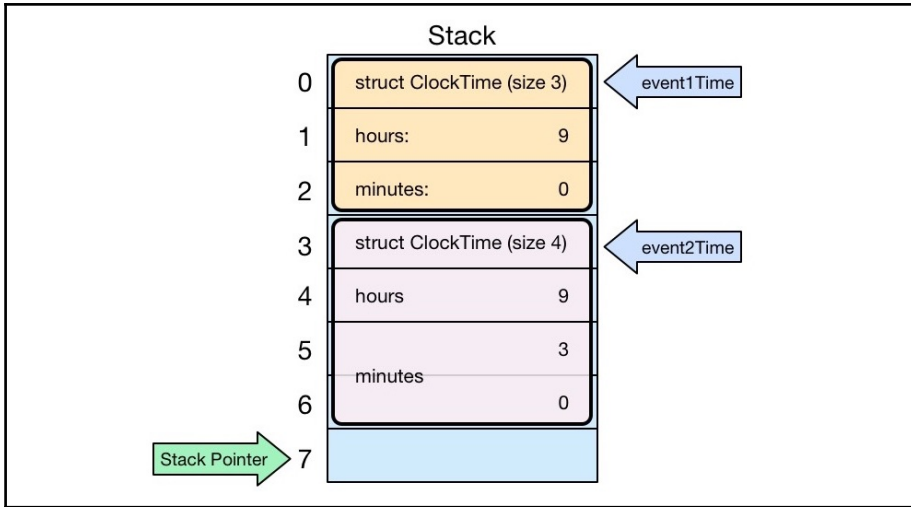 Stack
0 struct ClockTime (size 3) event1Time
1 hours: 9
2 minutes: 0
3 struct ClockTime (size 4) event2Time
4 hours 9
5 3
minutes
6 0
Stack Pointer 7